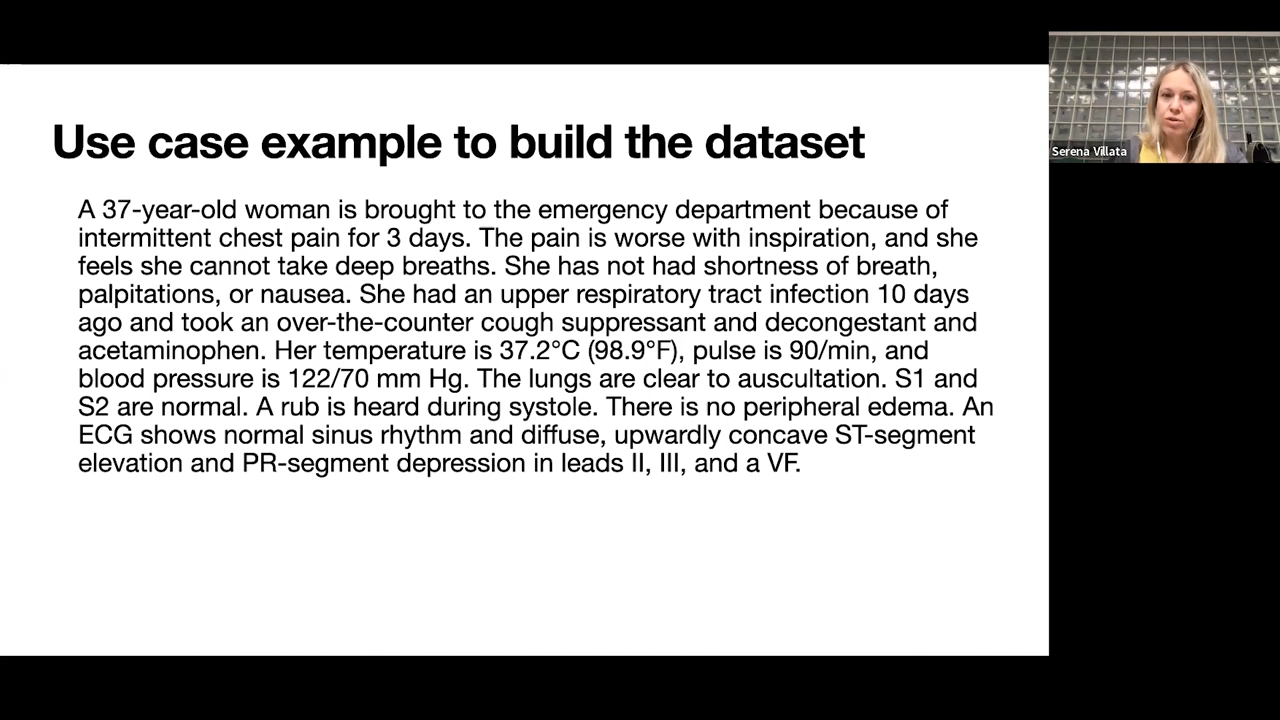 Use case example to build the dataset
A 37-year-old woman is brought to the emergency department because of
intermittent chest pain for 3 days. The pain is worse with inspiration, and she
feels she cannot take deep breaths. She has not had shortness of breath,
palpitations, or nausea. She had an upper respiratory tract infection 10 days
ago and took an over-the-counter cough suppressant and decongestant and
acetaminophen. Her temperature is 37.2°C (98.9°F), pulse is 90/min, and
blood pressure is 122/70 mm Hg. The lungs are clear to auscultation. S1 and
S2 are normal. A rub is heard during systole. There is no peripheral edema. An
ECG shows normal sinus rhythm and diffuse, upwardly concave ST-segment
elevation and PR-segment depression in leads II, III, and a VF.
Serena Villata